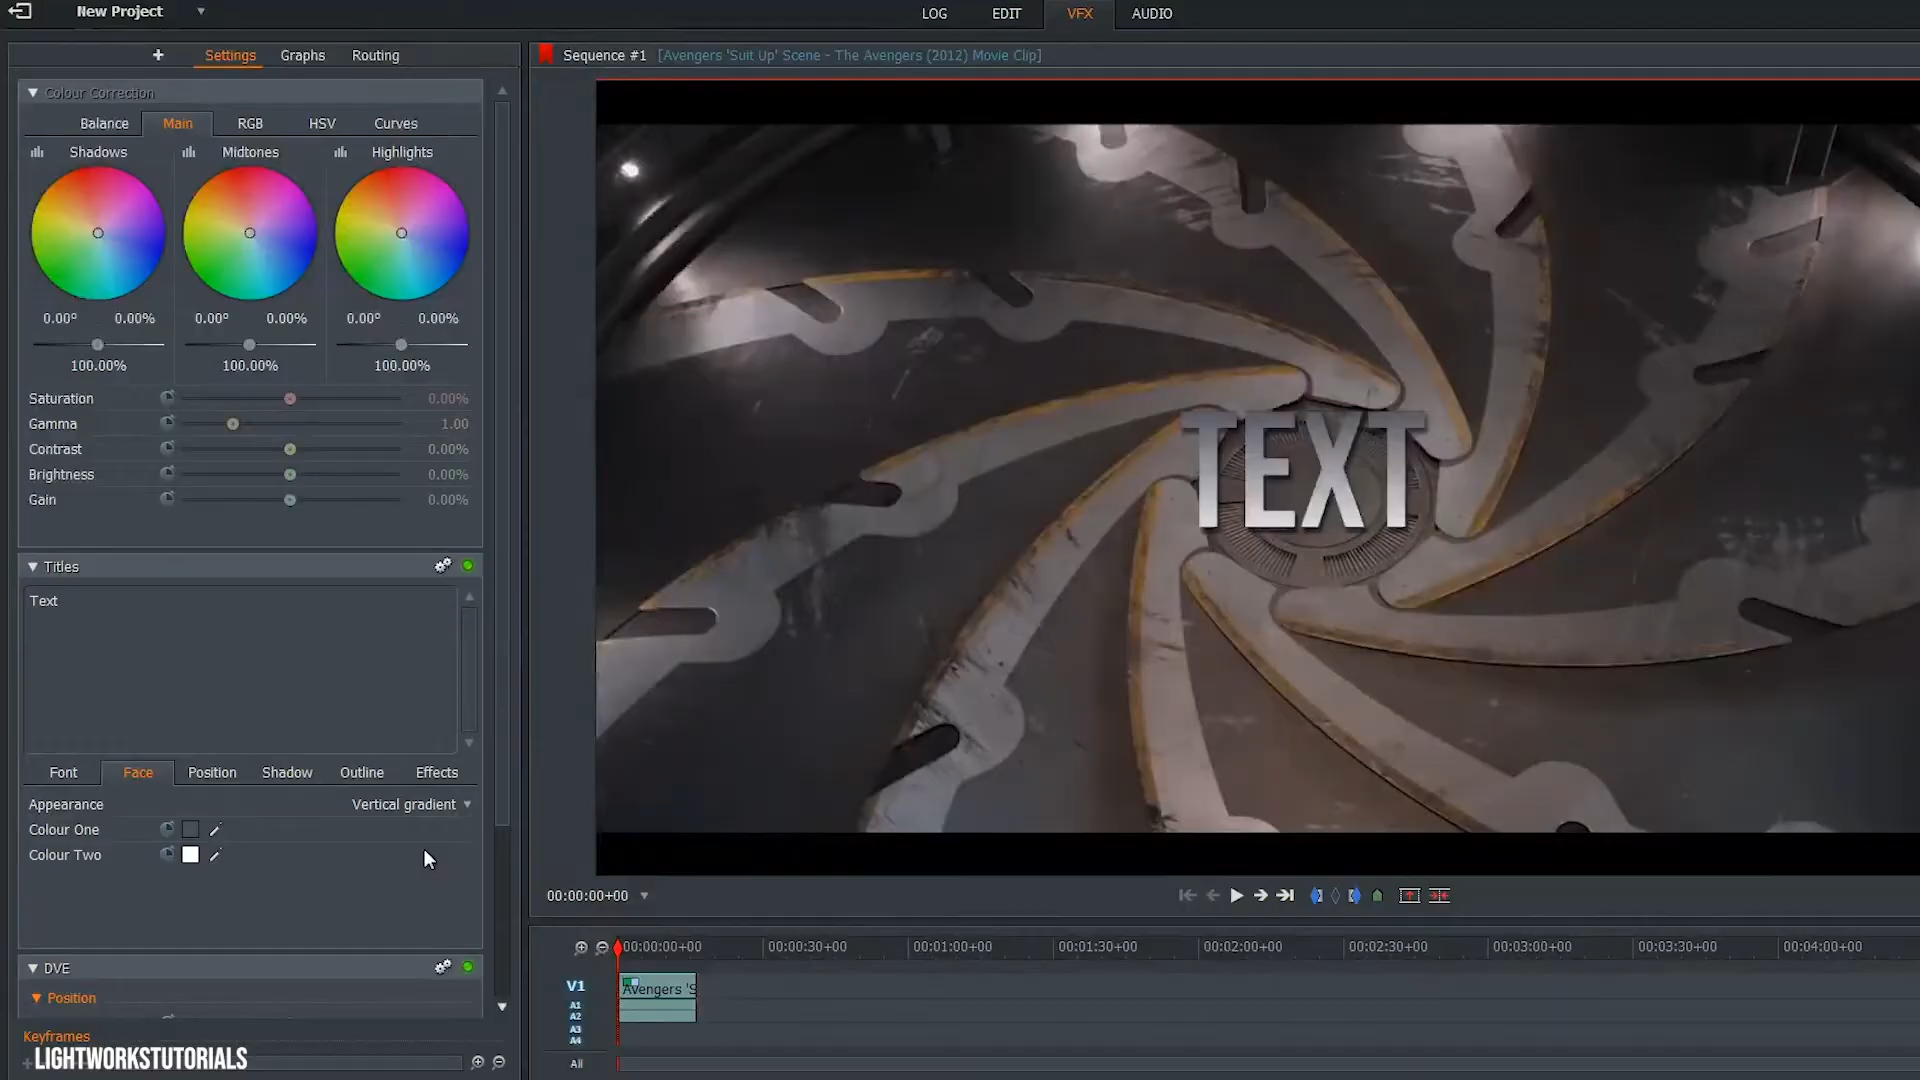 New Project
LOG EDIT VFX AUDIO
+ Settings Graphs Routing
Sequence #1 [Avengers 'Suit Up' Scene - The Avengers (2012) Movie Clip]
Colour Correction
Balance Main RGB HSV Curves
Shadows Midtones Highlights
0.00º 0.00% 0.00º 0.00% 0.00º 0.00%
100.00% 100.00% 100.00%
Saturation 0.00%
Gamma 1.00
Contrast 0.00%
Brightness 0.00%
Gain 0.00%
TEXT
Titles
Text
Font Face Position Shadow Outline Effects
Appearance Vertical gradient
Colour One
Colour Two
00:00:00+00
DVE
Position
Keyframes
LIGHTWORKSTUTORIALS
00:00:00+00 00:00:30+00 00:01:00+00 00:01:30+00 00:02:00+00 00:02:30+00 00:03:00+00 00:03:30+00 00:04:00+00
V1 Avengers 'S
A1
A2
A3
A4
All